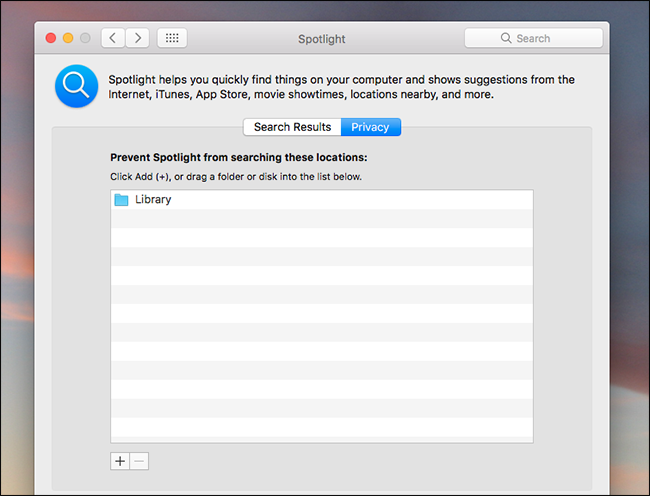 Spotlight
Search
Spotlight helps you quickly find things on your computer and shows suggestions from the
Internet, iTunes, App Store, movie showtimes, locations nearby, and more.
Search Results
Privacy
Prevent Spotlight from searching these locations:
Click Add (+), or drag a folder or disk into the list below.
Library